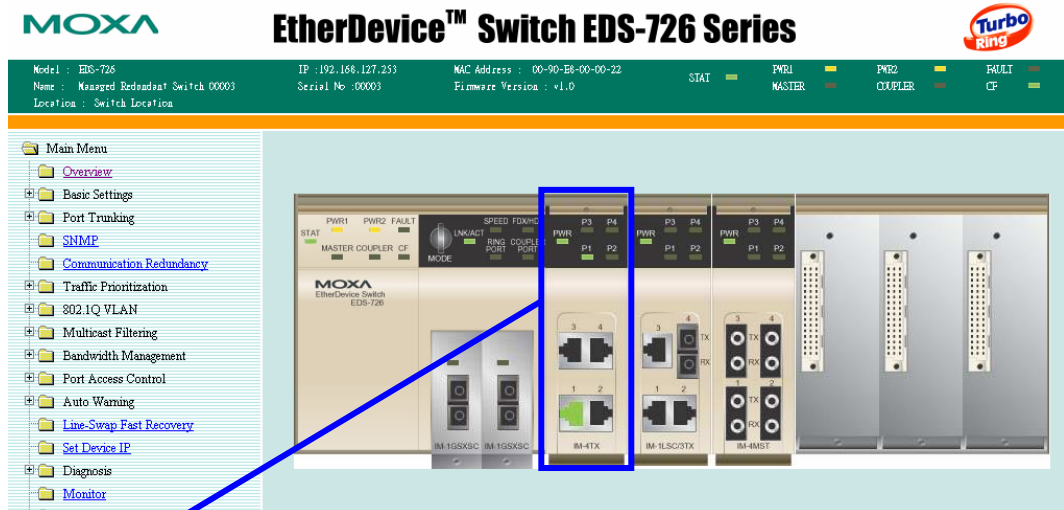 MOXA
EtherDevice™ Switch EDS-726 Series
Turbo Ring
Model : EDS-726
IP :192.168.127.253
MAC Address : 00-90-E8-00-00-22
STAT
PWR1
PWR2
FAULT
Name : Managed Redundant Switch 00003
Serial No :00003
Firmware Version : v1.0
MASTER
COUPLER
CF
Location : Switch Location
Main Menu
Overview
Basic Settings
Port Trunking
SNMP
Communication Redundancy
Traffic Prioritization
802.1Q VLAN
Multicast Filtering
Bandwidth Management
Port Access Control
Auto Warning
Line-Swap Fast Recovery
Set Device IP
Diagnosis
Monitor
PWR1 PWR2 FAULT
STAT
MASTER COUPLER CF
MOXA
EtherDevice Switch
EDS-726
MODE
LNK/ACT
SPEED FDX/HD
RING PORT
COUPLER PORT
IM-1GSXSC
IM-1GSXSC
PWR
P3 P4
P1 P2
3 4
1 2
IM-4TX
PWR
P3 P4
P1 P2
3 4
TX
RX
1 2
IM-1LSC/3TX
PWR
P3 P4
P1 P2
3 4
TX
RX
1 2
TX
RX
IM-4MST